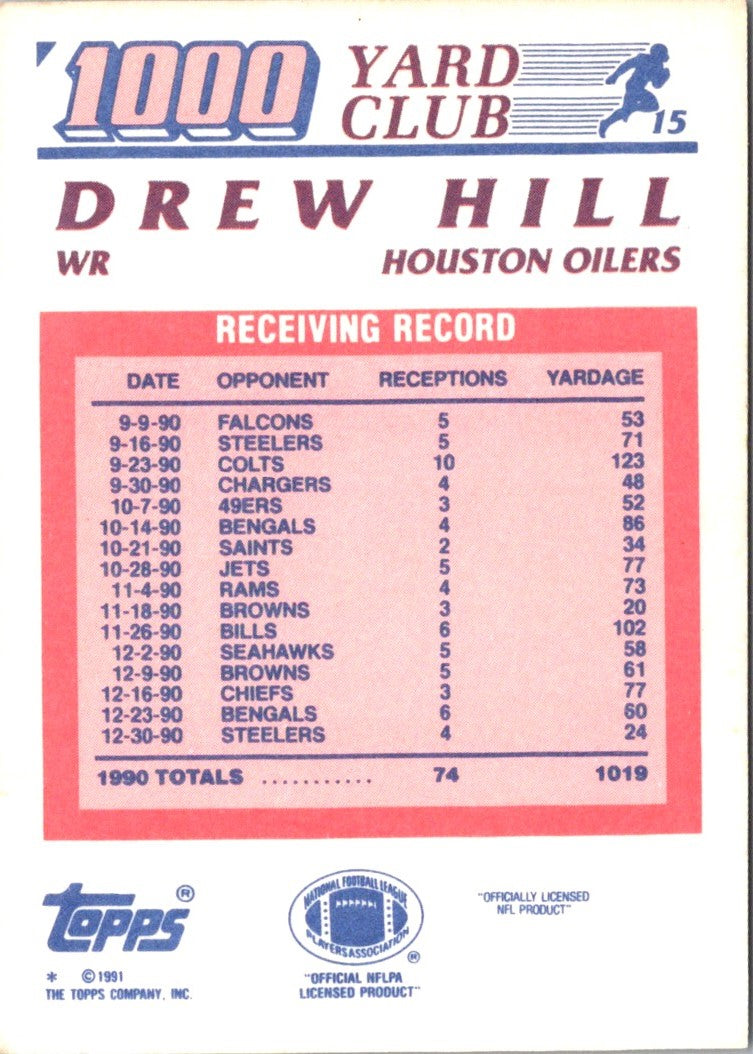 1000 YARD CLUB 15
DREW HILL
WR HOUSTON OILERS
RECEIVING RECORD
DATE OPPONENT RECEPTIONS YARDAGE
9-9-90 FALCONS 5 53
9-16-90 STEELERS 5 71
9-23-90 COLTS 10 123
9-30-90 CHARGERS 4 48
10-7-90 49ERS 3 52
10-14-90 BENGALS 4 86
10-21-90 SAINTS 2 34
10-28-90 JETS 5 77
11-4-90 RAMS 4 73
11-18-90 BROWNS 3 20
11-26-90 BILLS 6 102
12-2-90 SEAHAWKS 5 58
12-9-90 BROWNS 5 61
12-16-90 CHIEFS 3 77
12-23-90 BENGALS 6 60
12-30-90 STEELERS 4 24
1990 TOTALS ........... 74 1019
topps®
* ©1991
THE TOPPS COMPANY, INC.
NATIONAL FOOTBALL LEAGUE
PLAYERS ASSOCIATION
®
"OFFICIAL NFLPA
LICENSED PRODUCT"
"OFFICIALLY LICENSED
NFL PRODUCT"